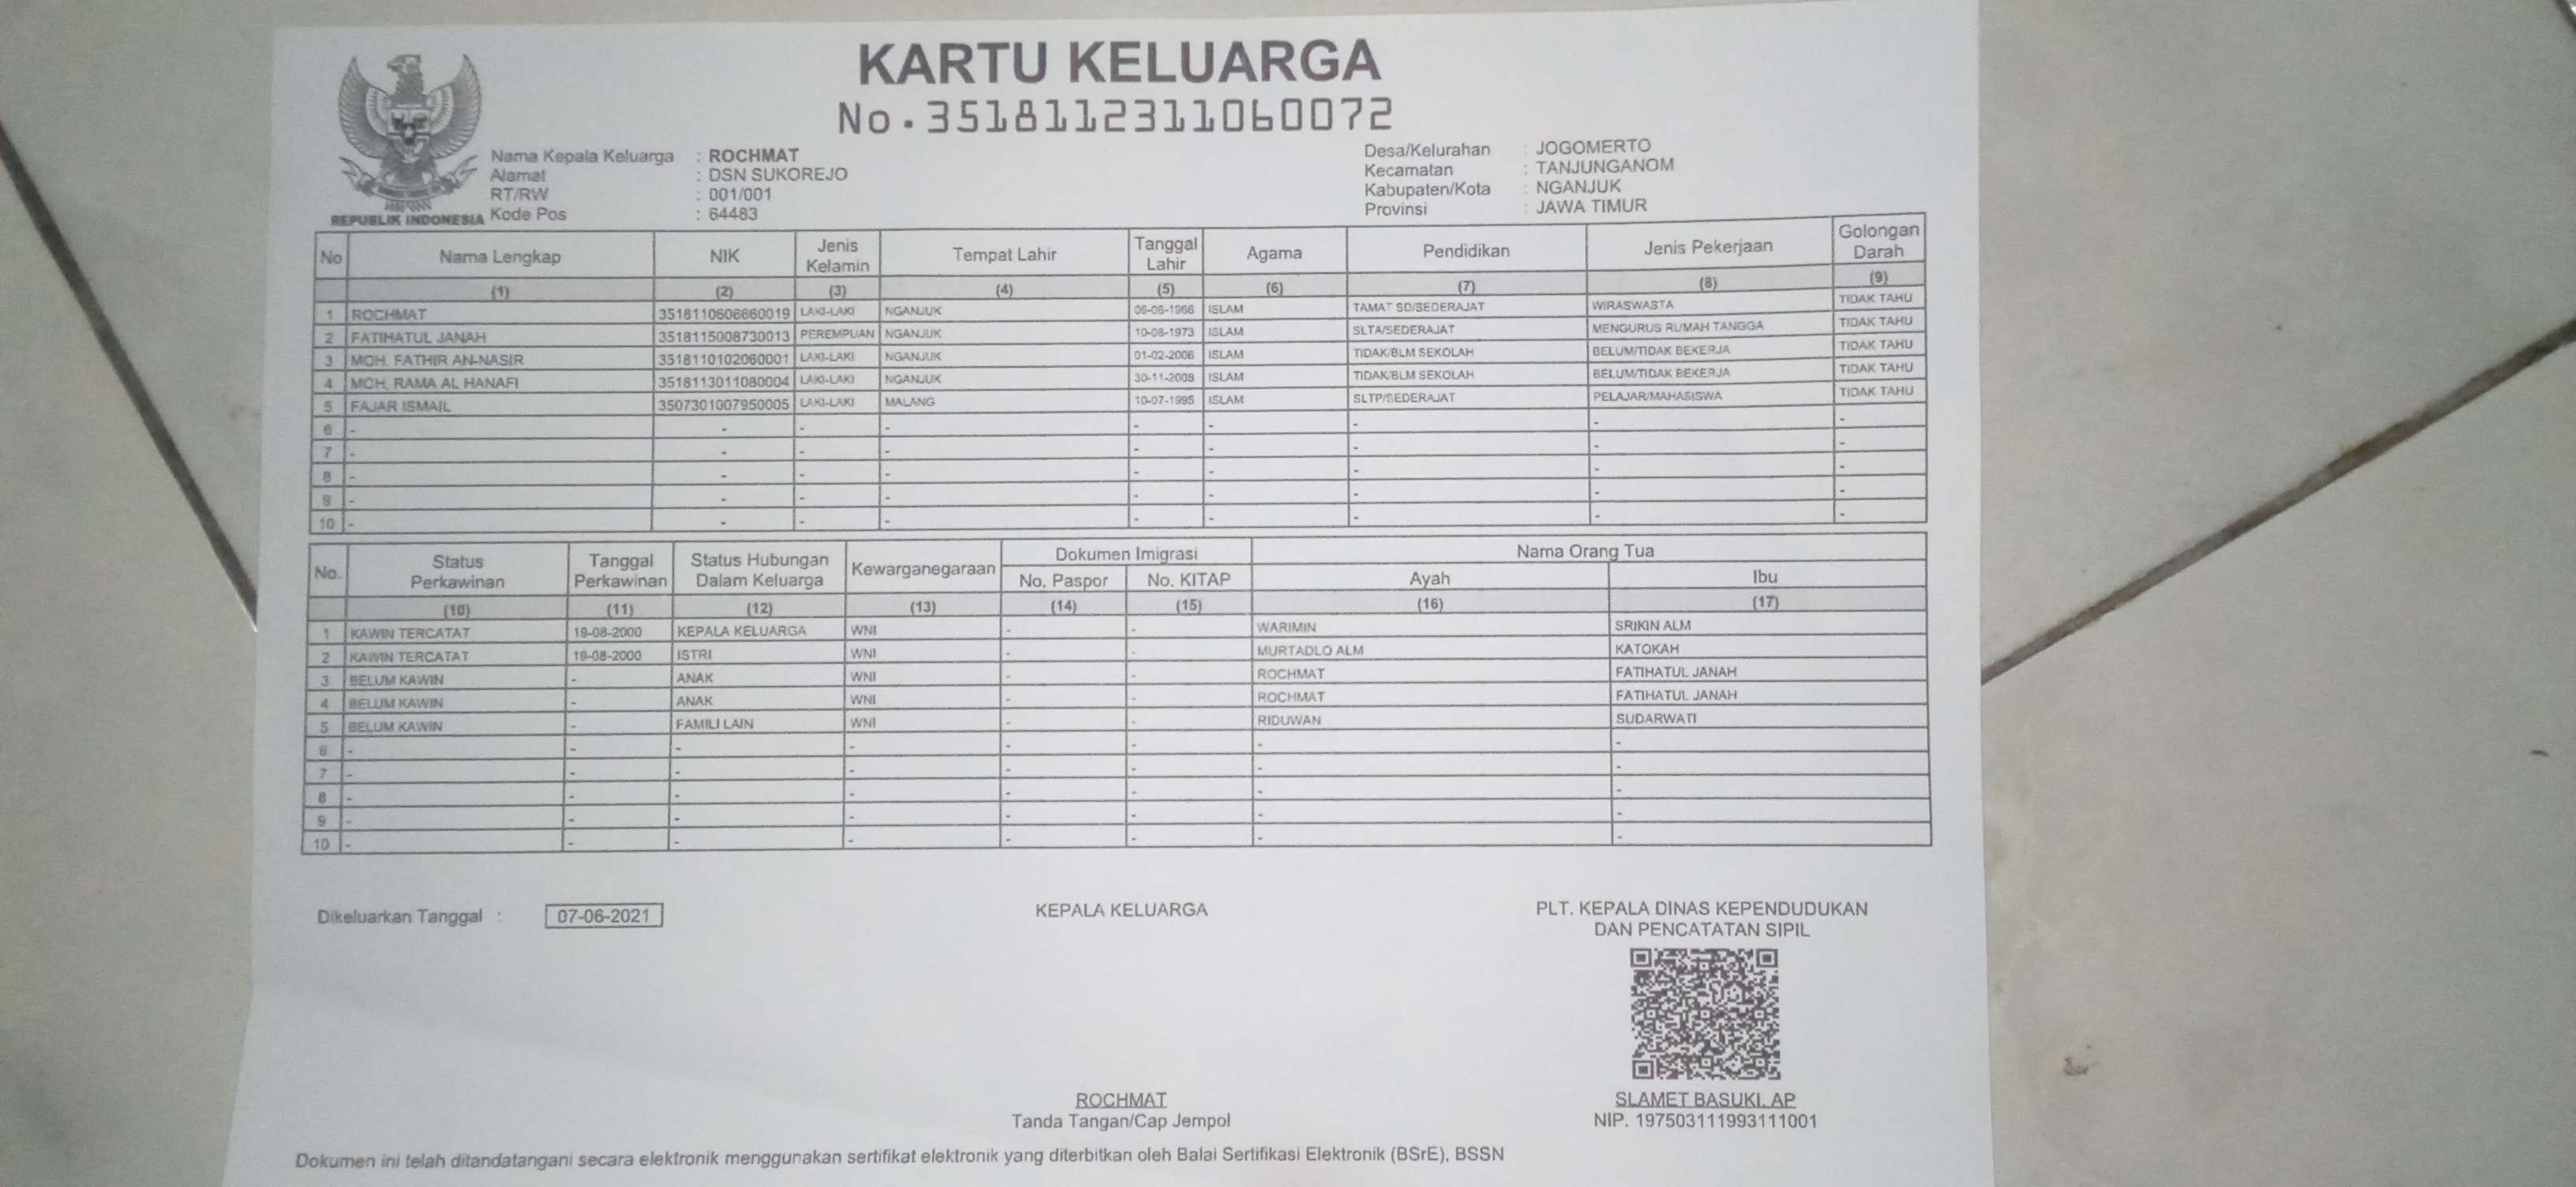 KARTU KELUARGA
No.3518112311060072
REPUBLIK INDONESIA
Nama Kepala Keluarga : ROCHMAT
Alamat : DSN SUKOREJO
RT/RW : 001/001
Kode Pos : 64483
Desa/Kelurahan : JOGOMERTO
Kecamatan : TANJUNGANOM
Kabupaten/Kota : NGANJUK
Provinsi : JAWA TIMUR
No Nama Lengkap NIK Jenis Kelamin Tempat Lahir Tanggal Lahir Agama Pendidikan Jenis Pekerjaan Golongan Darah
(1) (2) (3) (4) (5) (6) (7) (8) (9)
1 ROCHMAT 3518110606660019 LAKI-LAKI NGANJUK 06-06-1966 ISLAM TAMAT SD/SEDERAJAT WIRASWASTA TIDAK TAHU
2 FATIHATUL JANAH 3518115008730013 PEREMPUAN NGANJUK 10-08-1973 ISLAM SLTA/SEDERAJAT MENGURUS RUMAH TANGGA TIDAK TAHU
3 MOH. FATHIR AN-NASIR 3518110102060001 LAKI-LAKI NGANJUK 01-02-2006 ISLAM TIDAK/BLM SEKOLAH BELUM/TIDAK BEKERJA TIDAK TAHU
4 MOH. RAMA AL HANAFI 3518113011080004 LAKI-LAKI NGANJUK 30-11-2008 ISLAM TIDAK/BLM SEKOLAH BELUM/TIDAK BEKERJA TIDAK TAHU
5 FAJAR ISMAIL 3507301007950005 LAKI-LAKI MALANG 10-07-1995 ISLAM SLTP/SEDERAJAT PELAJAR/MAHASISWA TIDAK TAHU
6 - - - - - - - - -
7 - - - - - - - - -
8 - - - - - - - - -
9 - - - - - - - - -
10 - - - - - - - - -
No. Status Perkawinan Tanggal Perkawinan Status Hubungan Dalam Keluarga Kewarganegaraan Dokumen Imigrasi Nama Orang Tua
No. Paspor No. KITAP Ayah Ibu
(10) (11) (12) (13) (14) (15) (16) (17)
1 KAWIN TERCATAT 19-08-2000 KEPALA KELUARGA WNI - - WARIMIN SRIKIN ALM
2 KAWIN TERCATAT 19-08-2000 ISTRI WNI - - MURTADLO ALM KATOKAH
3 BELUM KAWIN - ANAK WNI - - ROCHMAT FATIHATUL JANAH
4 BELUM KAWIN - ANAK WNI - - ROCHMAT FATIHATUL JANAH
5 BELUM KAWIN - FAMILI LAIN WNI - - RIDUWAN SUDARWATI
6 - - - - - - - -
7 - - - - - - - -
8 - - - - - - - -
9 - - - - - - - -
10 - - - - - - - -
Dikeluarkan Tanggal : 07-06-2021
KEPALA KELUARGA
ROCHMAT
Tanda Tangan/Cap Jempol
PLT. KEPALA DINAS KEPENDUDUKAN
DAN PENCATATAN SIPIL
SLAMET BASUKI, AP
NIP. 197503111993111001
Dokumen ini telah ditandatangani secara elektronik menggunakan sertifikat elektronik yang diterbitkan oleh Balai Sertifikasi Elektronik (BSrE), BSSN